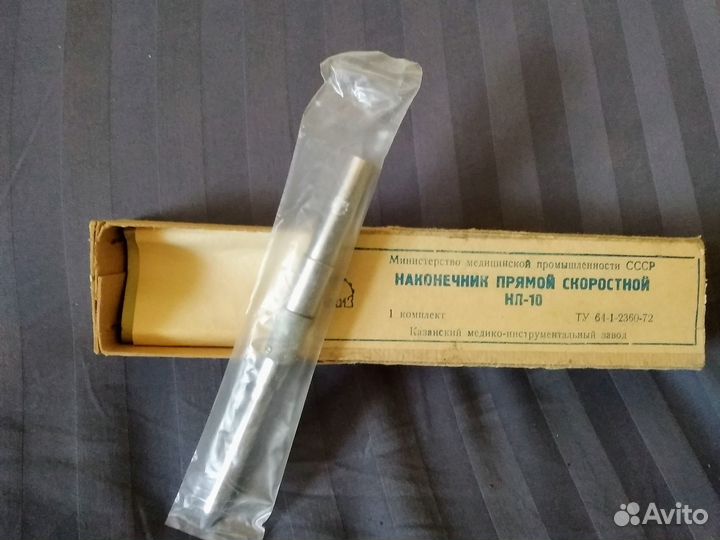 Министерство медицинской промышленности СССР
НАКОНЕЧНИК ПРЯМОЙ СКОРОСТНОЙ
НП-10
1 комплект ТУ 64-1-2360-72
Казанский медико-инструментальный завод
Avito